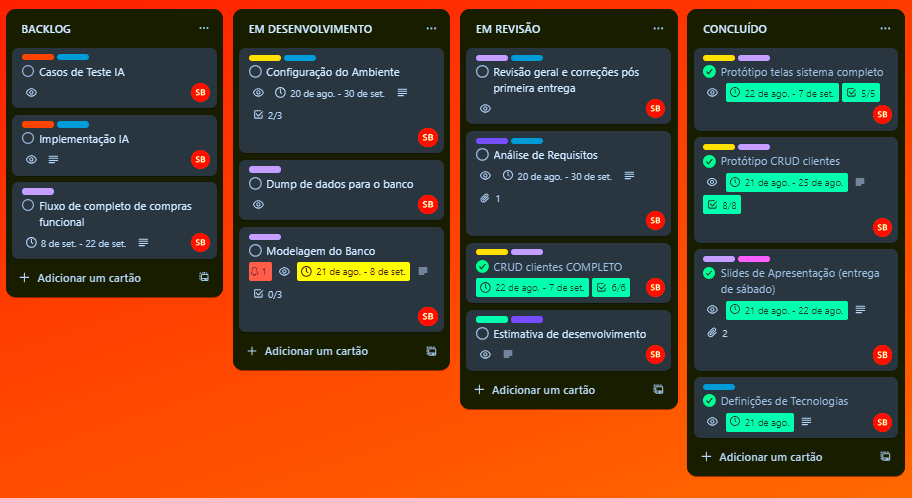 BACKLOG
Casos de Teste IA
SB
Implementação IA
SB
Fluxo de completo de compras
funcional
8 de set. - 22 de set.
SB
Adicionar um cartão
EM DESENVOLVIMENTO
Configuração do Ambiente
20 de ago. - 30 de set.
2/3
SB
Dump de dados para o banco
SB
Modelagem do Banco
1
21 de ago. - 8 de set.
0/3
SB
Adicionar um cartão
EM REVISÃO
Revisão geral e correções pós
primeira entrega
SB
Análise de Requisitos
20 de ago. - 30 de set.
1
SB
CRUD clientes COMPLETO
22 de ago. - 7 de set.
6/6
SB
Estimativa de desenvolvimento
SB
Adicionar um cartão
CONCLUÍDO
Protótipo telas sistema completo
22 de ago. - 7 de set.
5/5
SB
Protótipo CRUD clientes
21 de ago. - 25 de ago.
8/8
SB
Slides de Apresentação (entrega
de sábado)
21 de ago. - 22 de ago.
2
SB
Definições de Tecnologias
21 de ago.
SB
Adicionar um cartão